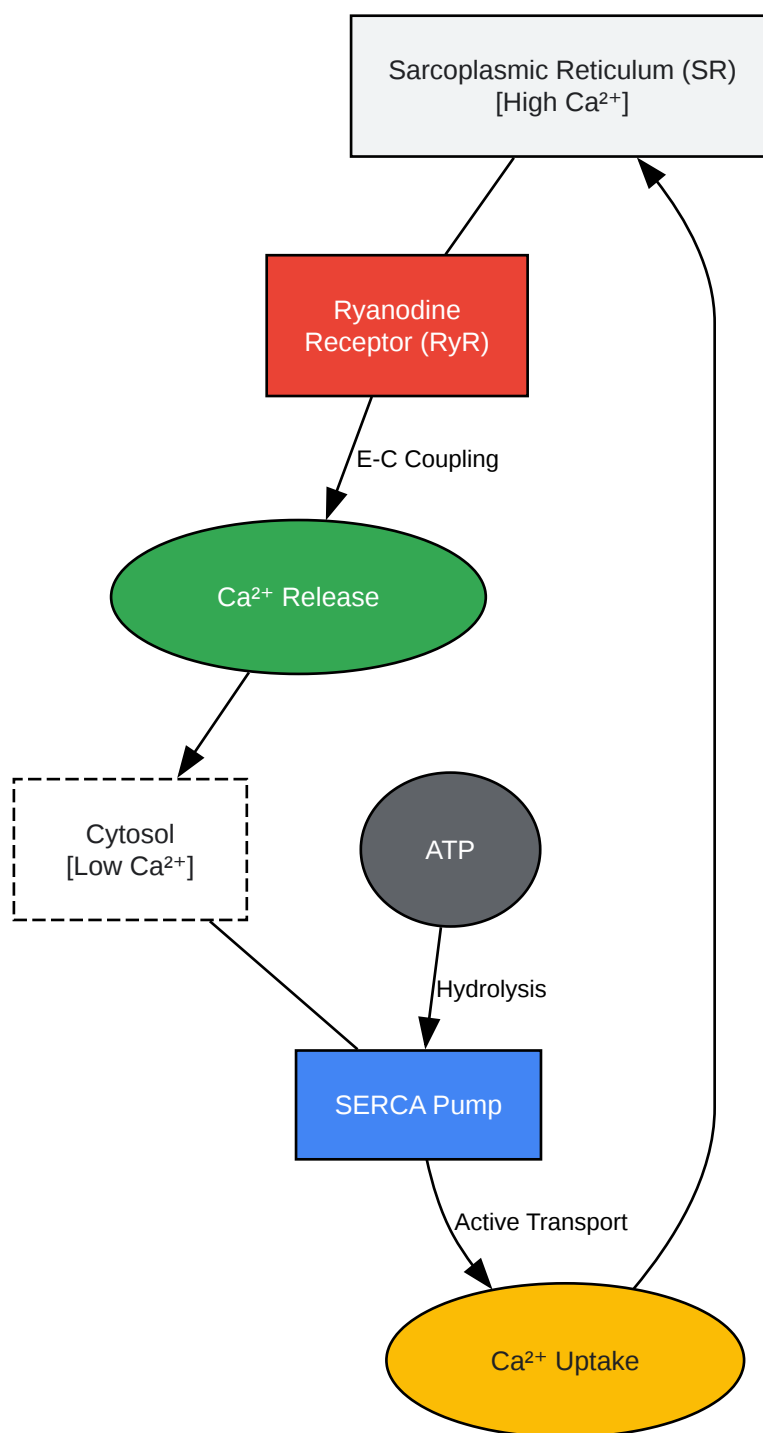 Sarcoplasmic Reticulum (SR)
[High Ca²⁺]
Ryanodine
Receptor (RyR)
E-C Coupling
Ca²⁺ Release
Cytosol
[Low Ca²⁺]
ATP
Hydrolysis
SERCA Pump
Active Transport
Ca²⁺ Uptake